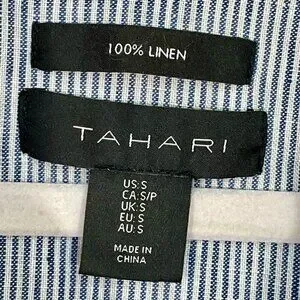 100% LINEN
TAHARI
US:S
CA:S/P
UK:S
EU:S
AU:S
MADE IN
CHINA